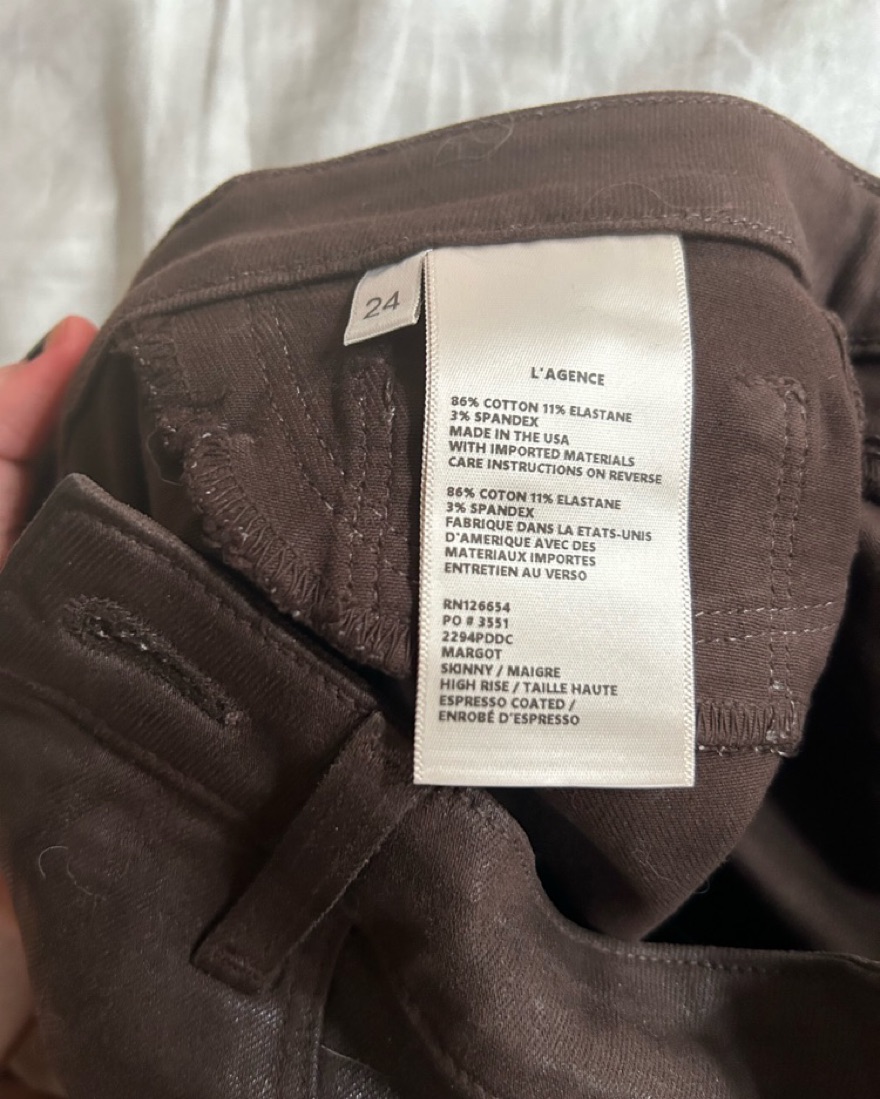 24
L'AGENCE
86% COTTON 11% ELASTANE
3% SPANDEX
MADE IN THE USA
WITH IMPORTED MATERIALS
CARE INSTRUCTIONS ON REVERSE
86% COTON 11% ELASTANE
3% SPANDEX
FABRIQUE DANS LA ETATS-UNIS
D'AMERIQUE AVEC DES
MATERIAUX IMPORTES
ENTRETIEN AU VERSO
RN126654
PO # 3551
2294PDDC
MARGOT
SKINNY / MAIGRE
HIGH RISE / TAILLE HAUTE
ESPRESSO COATED /
ENROBÉ D'ESPRESSO